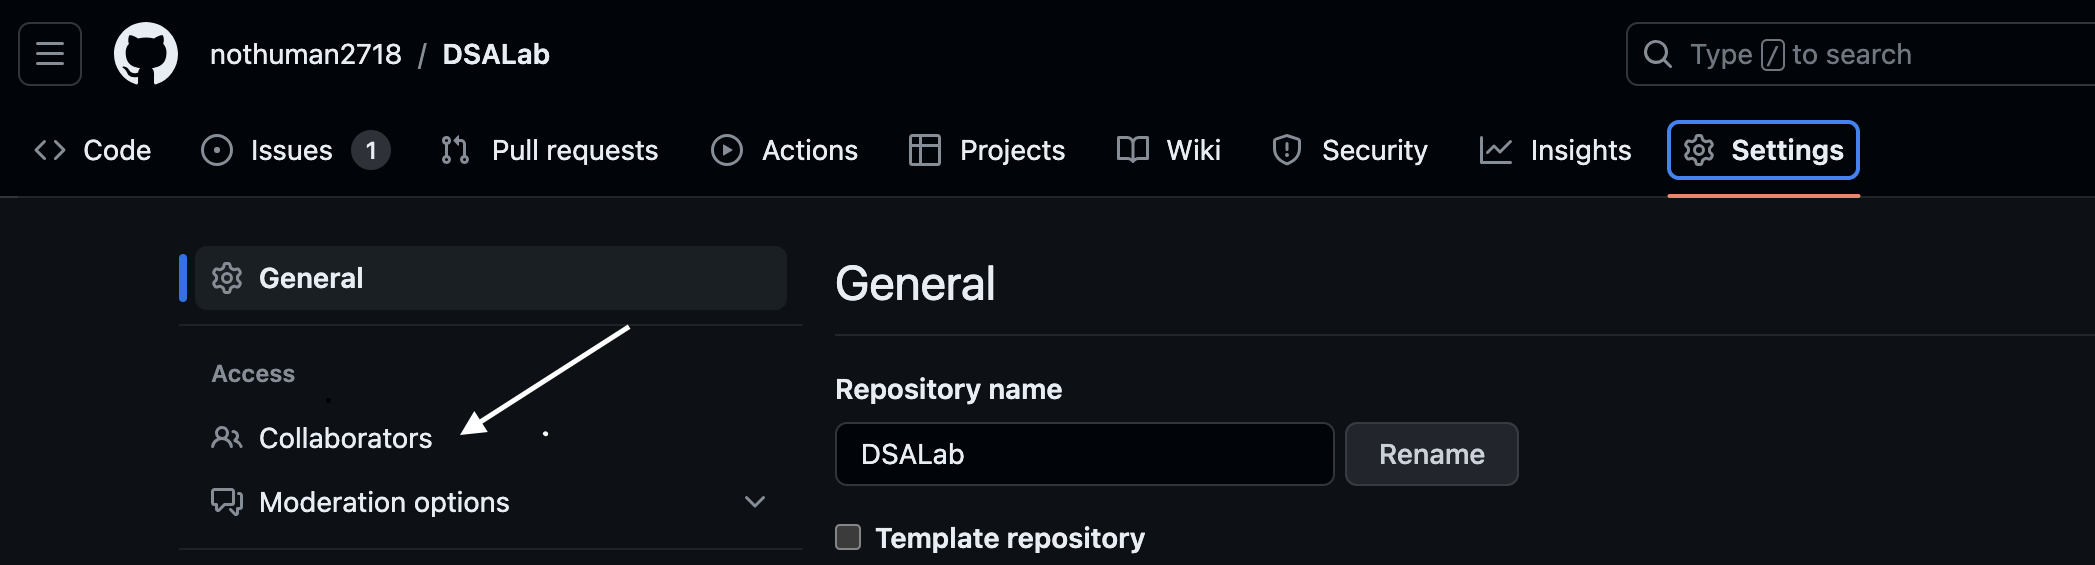 nothuman2718 / DSALab
Type / to search
Code Issues 1 Pull requests Actions Projects Wiki Security Insights Settings
General
Access
Collaborators
Moderation options
General
Repository name
DSALab Rename
Template repository